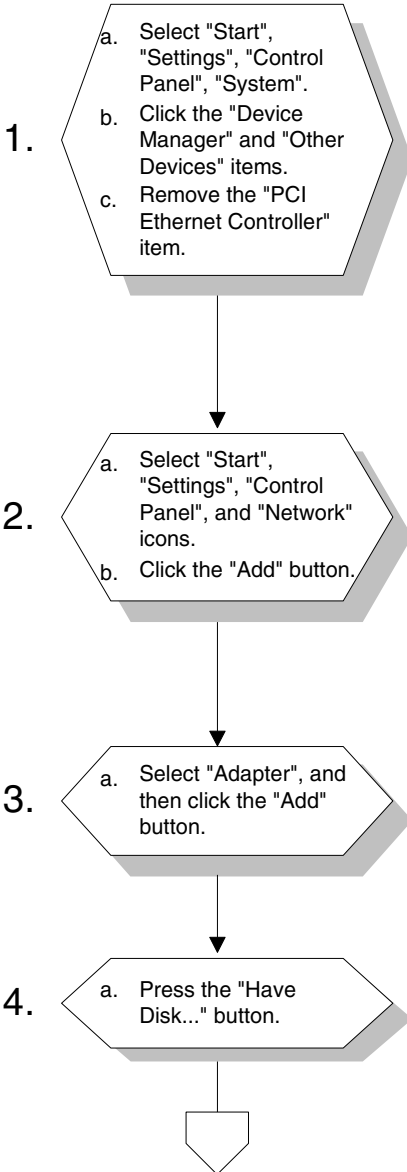 1.
a. Select "Start",
"Settings", "Control
Panel", "System".
b. Click the "Device
Manager" and "Other
Devices" items.
c. Remove the "PCI
Ethernet Controller"
item.
2.
a. Select "Start",
"Settings", "Control
Panel", and "Network"
icons.
b. Click the "Add" button.
3.
a. Select "Adapter", and
then click the "Add"
button.
4.
a. Press the "Have
Disk..." button.